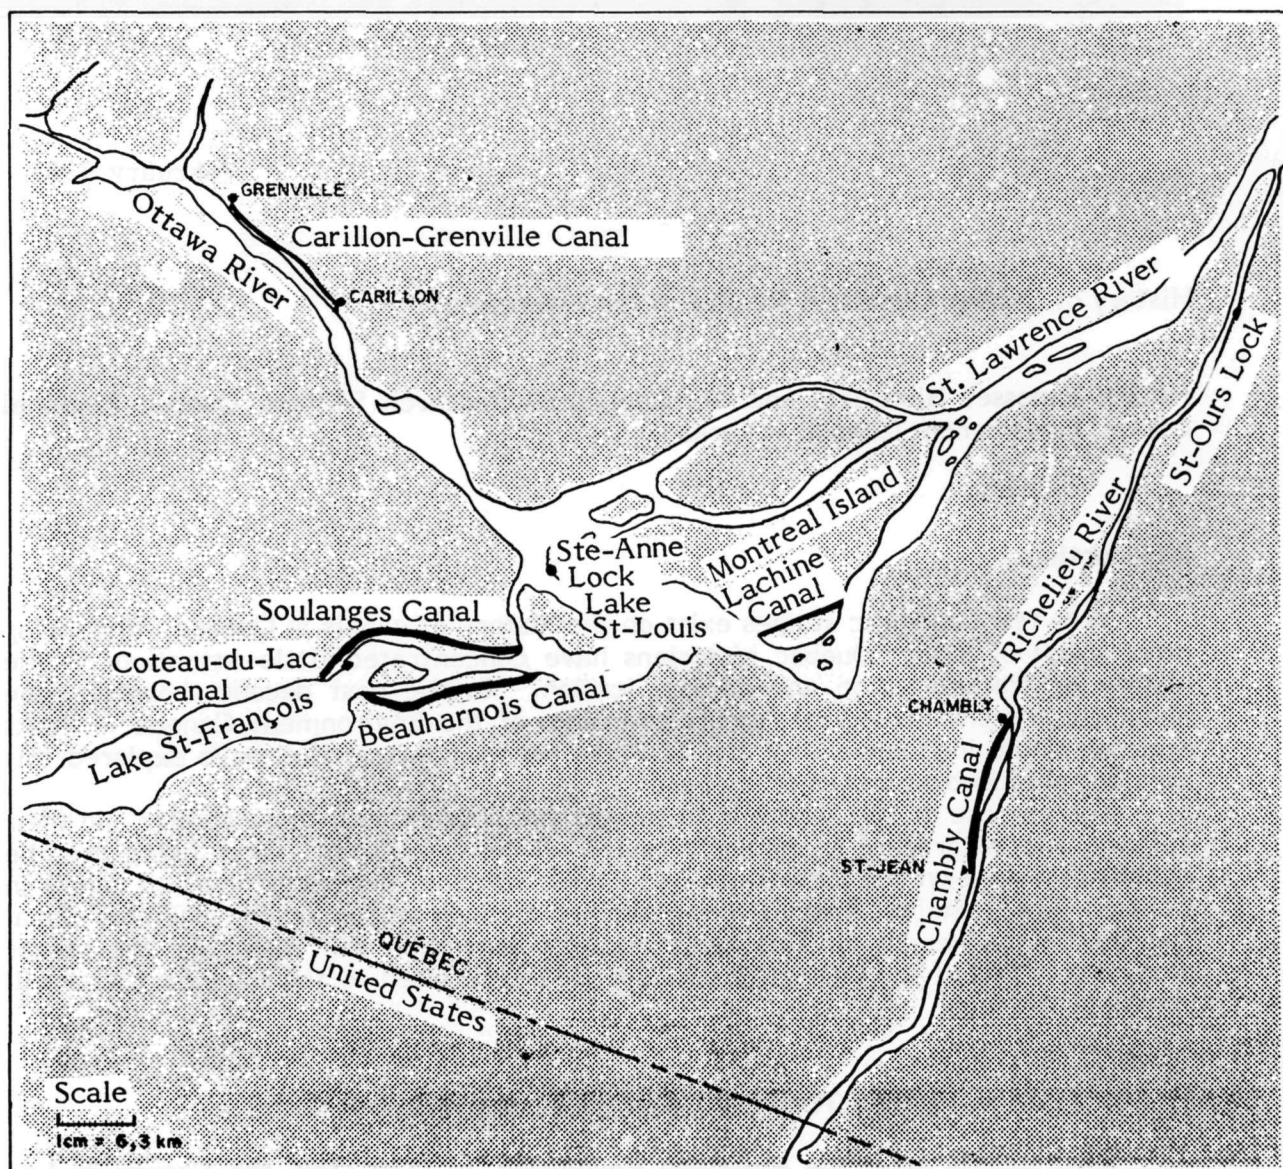 GRENVILLE
Ottawa River
Carillon-Grenville Canal
CARILLON
St. Lawrence River
St-Ours Lock
Montreal Island
Richelieu River
Ste-Anne
Lock
Lachine
Canal
Lake
St-Louis
Soulanges Canal
Coteau-du-Lac
Canal
Beauharnois Canal
Lake St-François
CHAMBLY
Chambly Canal
ST-JEAN
QUÉBEC
United States
Scale
1cm = 6,3 km